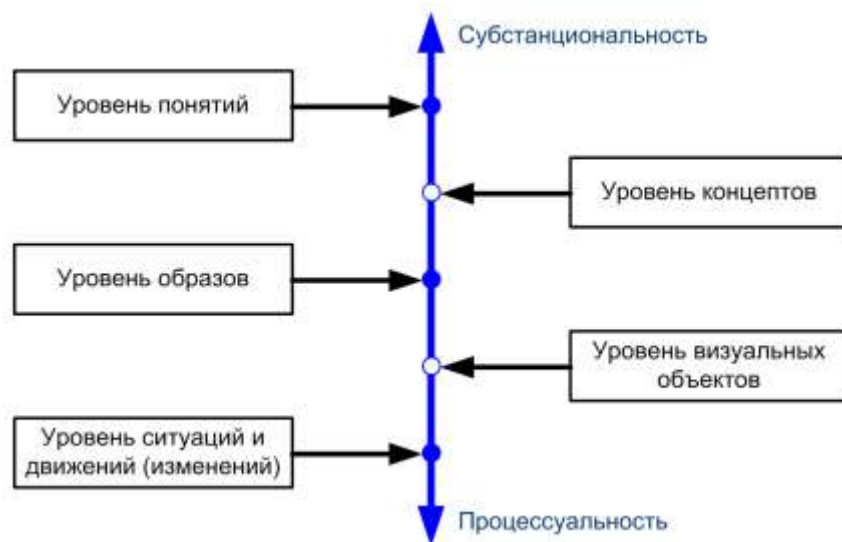 Субстанциональность
Уровень понятий
Уровень концептов
Уровень образов
Уровень визуальных
объектов
Уровень ситуаций и
движений (изменений)
Процессуальность